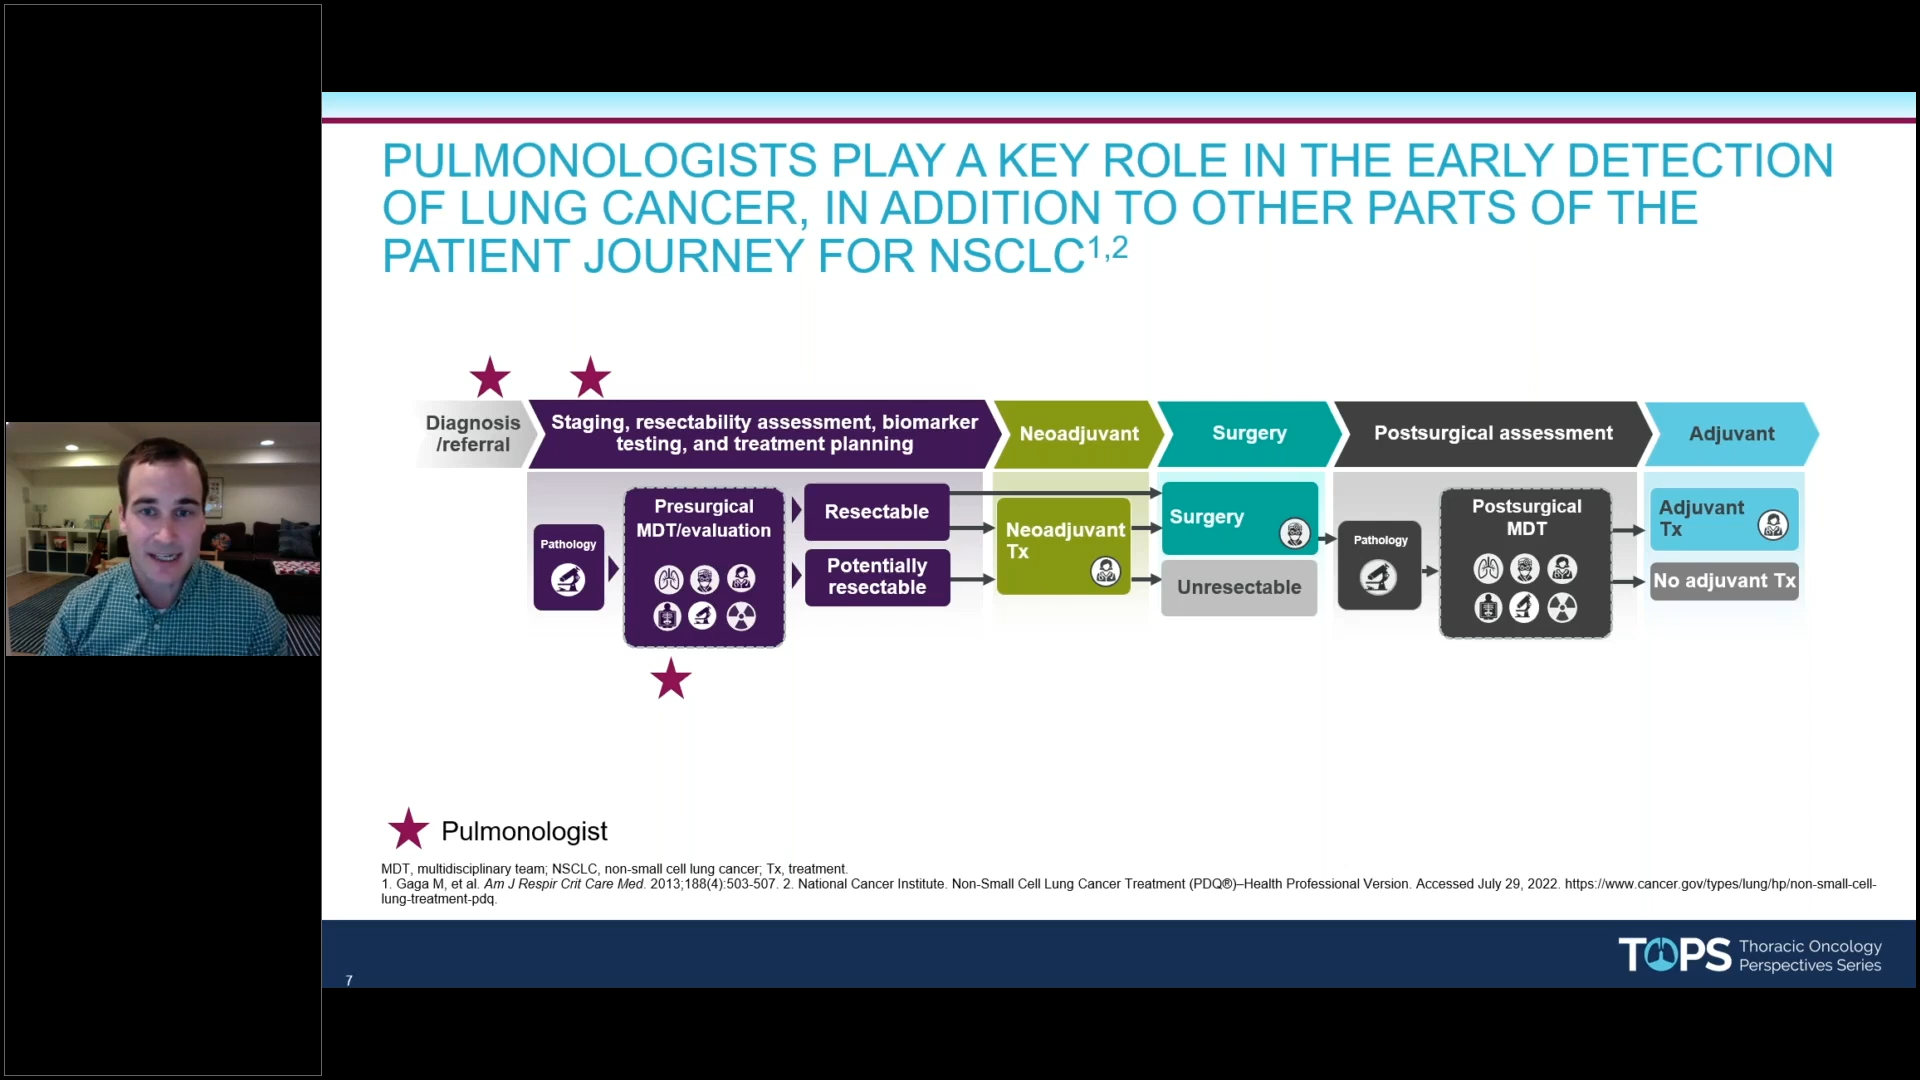 PULMONOLOGISTS PLAY A KEY ROLE IN THE EARLY DETECTION
OF LUNG CANCER, IN ADDITION TO OTHER PARTS OF THE
PATIENT JOURNEY FOR NSCLC1,2
Diagnosis
/referral
Staging, resectability assessment, biomarker
testing, and treatment planning
Neoadjuvant
Surgery
Postsurgical assessment
Adjuvant
Pathology
Presurgical
MDT/evaluation
Resectable
Potentially
resectable
Neoadjuvant
Tx
Surgery
Unresectable
Pathology
Postsurgical
MDT
Adjuvant
Tx
No adjuvant Tx
Pulmonologist
MDT, multidisciplinary team; NSCLC, non-small cell lung cancer; Tx, treatment.
1. Gaga M, et al. Am J Respir Crit Care Med. 2013;188(4):503-507. 2. National Cancer Institute. Non-Small Cell Lung Cancer Treatment (PDQ®)–Health Professional Version. Accessed July 29, 2022. https://www.cancer.gov/types/lung/hp/non-small-cell-
lung-treatment-pdq.
7
TOPS
Thoracic Oncology
Perspectives Series